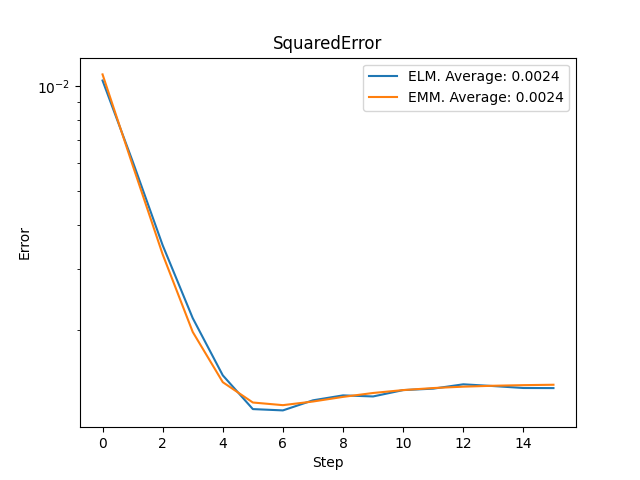 SquaredError
ELM. Average: 0.0024
EMM. Average: 0.0024
10⁻²
Error
0 2 4 6 8 10 12 14
Step